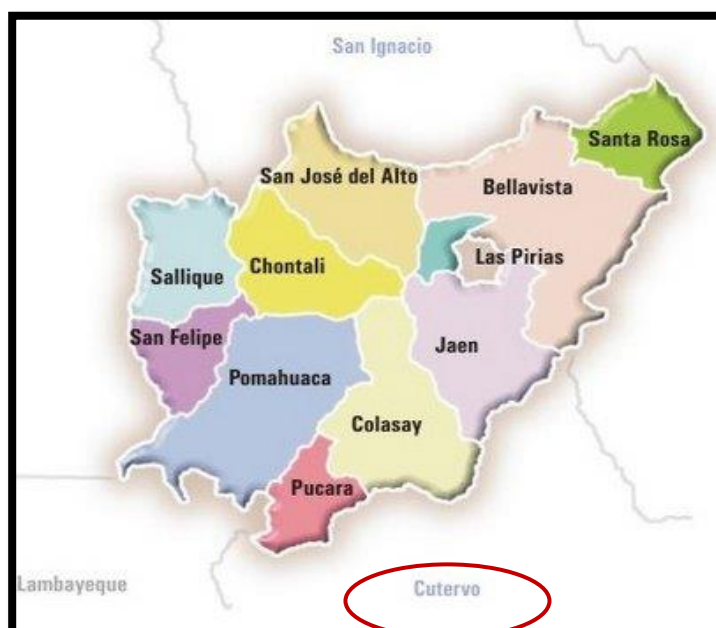 San Ignacio
Santa Rosa
San José del Alto
Bellavista
Las Pirias
Chontali
Sallique
San Felipe
Jaen
Pomahuaca
Colasay
Pucara
Lambayeque
Cutervo